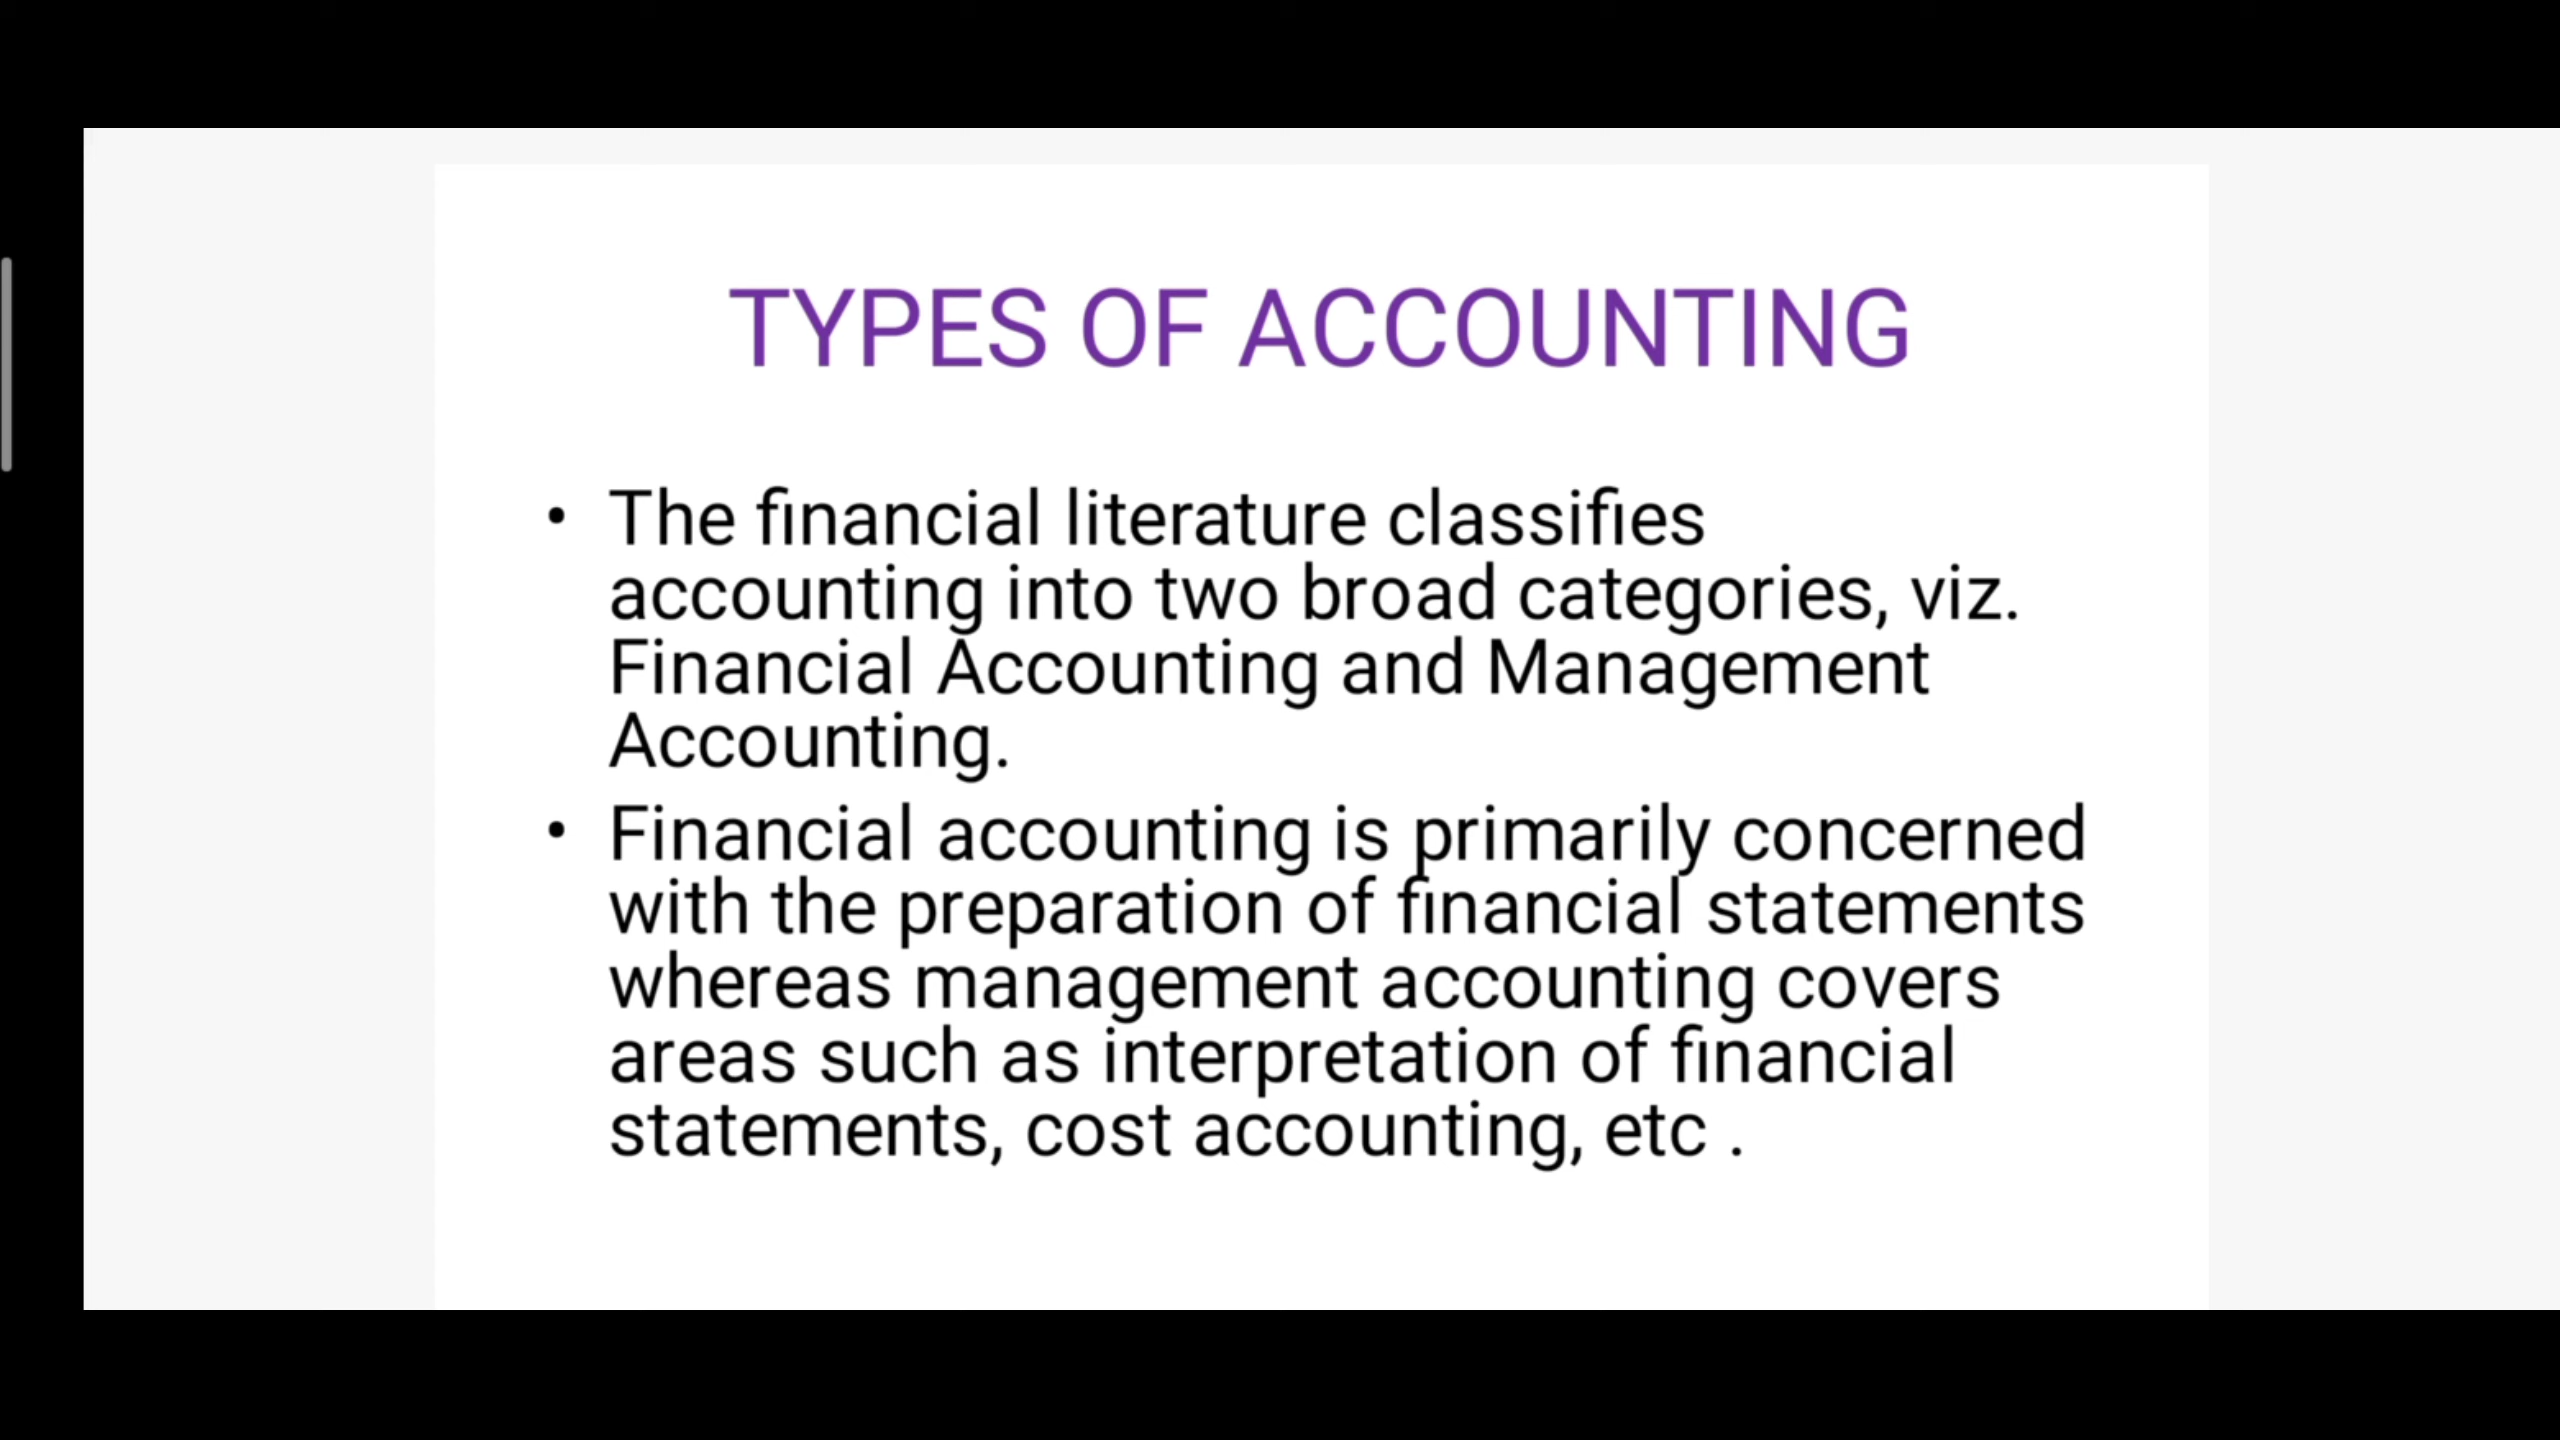 TYPES OF ACCOUNTING
• The financial literature classifies
accounting into two broad categories, viz.
Financial Accounting and Management
Accounting.
• Financial accounting is primarily concerned
with the preparation of financial statements
whereas management accounting covers
areas such as interpretation of financial
statements, cost accounting, etc .